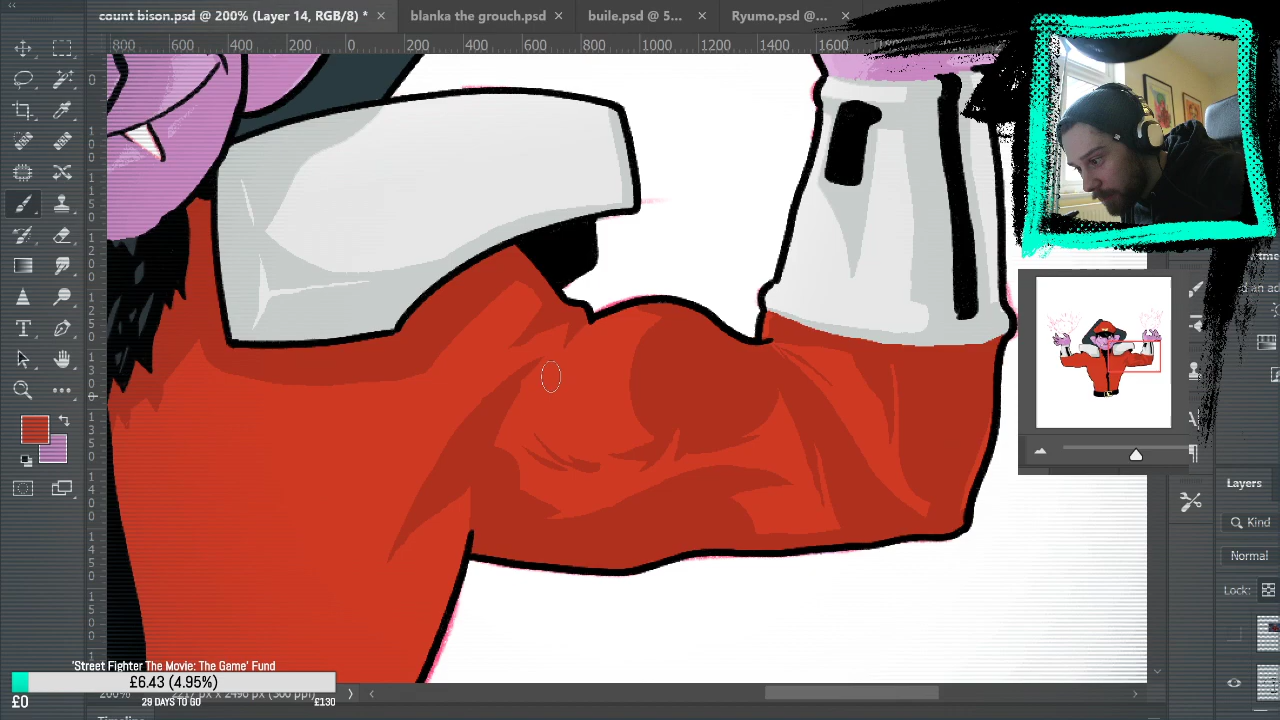 count bison.psd @ 200% (Layer 14, RGB/8) *
blanka the grouch.psd
buile.psd @ 5...
Ryumo.psd @...
800 600 400 200 0 200 400 600 800 1000 1200 1400 1600
Layers
Kind
Normal
Lock:
'Street Fighter The Movie: The Game' Fund
£6.43 (4.95%)
£0
29 DAYS TO GO
£130